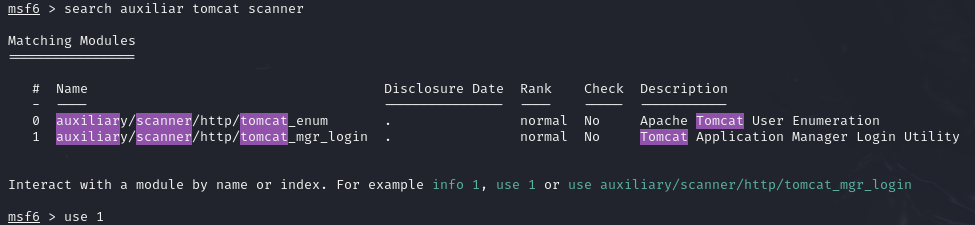 msf6 > search auxiliar tomcat scanner
Matching Modules
================
#  Name                                     Disclosure Date  Rank    Check  Description
-  ----                                     ---------------  ----    -----  -----------
0  auxiliary/scanner/http/tomcat_enum       .                normal  No     Apache Tomcat User Enumeration
1  auxiliary/scanner/http/tomcat_mgr_login  .                normal  No     Tomcat Application Manager Login Utility
Interact with a module by name or index. For example info 1, use 1 or use auxiliary/scanner/http/tomcat_mgr_login
msf6 > use 1